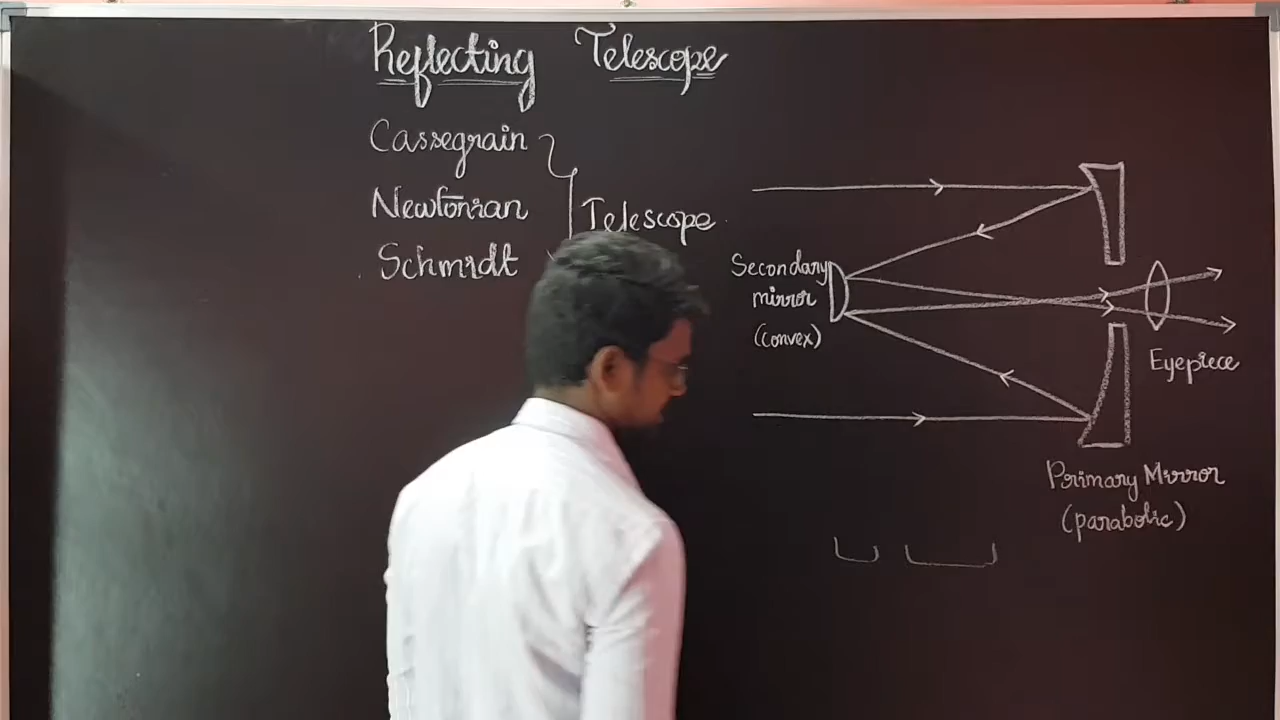 Reflecting Telescope
Cassegrain
Newtonian
Telescope
Schmidt
Secondary
mirror
(convex)
Eyepiece
Primary Mirror
(parabolic)